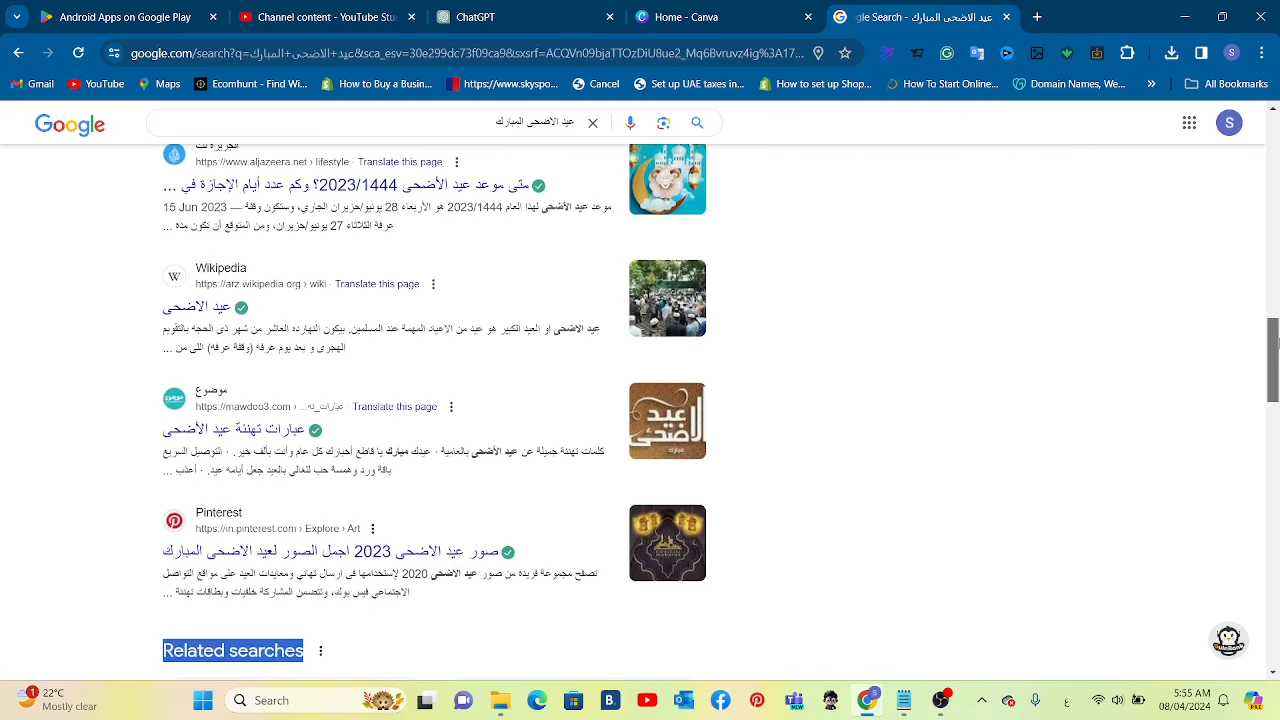 Android Apps on Google Play
Channel content - YouTube Stu
ChatGPT
Home - Canva
gle Search - عيد الاضحى المبارك
google.com/search?q=عيد+الاضحى+المبارك&sca_esv=30e299dc73f09ca9&sxsrf=ACQVn09bjaTTOzDiU8ue2_Mq6Bvruvz4ig%3A17...
Gmail
YouTube
Maps
Ecomhunt - Find Wi...
How to Buy a Busin...
https://www.skyspo...
Cancel
Set up UAE taxes in...
How to set up Shop...
How To Start Online...
Domain Names, We...
All Bookmarks
Google
عيد الاضحى المبارك
S
https://www.aljazeera.net › lifestyle · Translate this page
متى موعد عيد الأضحى 2023/1444؟ وكم عدد أيام الإجازة في ...
15 Jun 2023 — موعد عيد الأضحى لهذا العام 2023/1444 هو الأربعاء 28 يونيو/حزيران الجاري، وستكون وقفة
عرفة الثلاثاء 27 يونيو/حزيران، ومن المتوقع أن تكون مدة ...
Wikipedia
https://arz.wikipedia.org › wiki · Translate this page
عيد الاضحى
عيد الاضحى او العيد الكبير هو عيد من الاعياد المهمة عند المسلمين. بيكون النهارده العاشر من شهر ذى الحجه بالتقويم
الهجرى و بعد يوم عرفه (وقفة عرفه) اللى من ...
موضوع
https://mawdoo3.com › ...عبارات_ته · Translate this page
عبارات تهنئة عيد الأضحى
كلمات تهنئة جميلة عن عيد الأضحى بالعامية · عيدك مبارك يا قاطع أخبارك كل عام وأنت بألف خير. · التوصيل السريع
باقة ورد وهمسة حب للغالي بالعيد جعل أيامه عيد. · أعذب ...
عيد الاضحى
مبارك
Pinterest
https://in.pinterest.com › Explore › Art
صور عيد الاضحى 2023 اجمل الصور لعيد الاضحى المبارك
تصفح مجموعة فريدة من صور عيد الاضحى 2020 لإستخدامها فى ارسال تهاني ومعايدات العيد على مواقع التواصل
الاجتماعي فيس بوك، وتتضمن المشاركة خلفيات وبطاقات تهنئة ...
Related searches
1
22°C
Mostly clear
Search
5:55 AM
08/04/2024